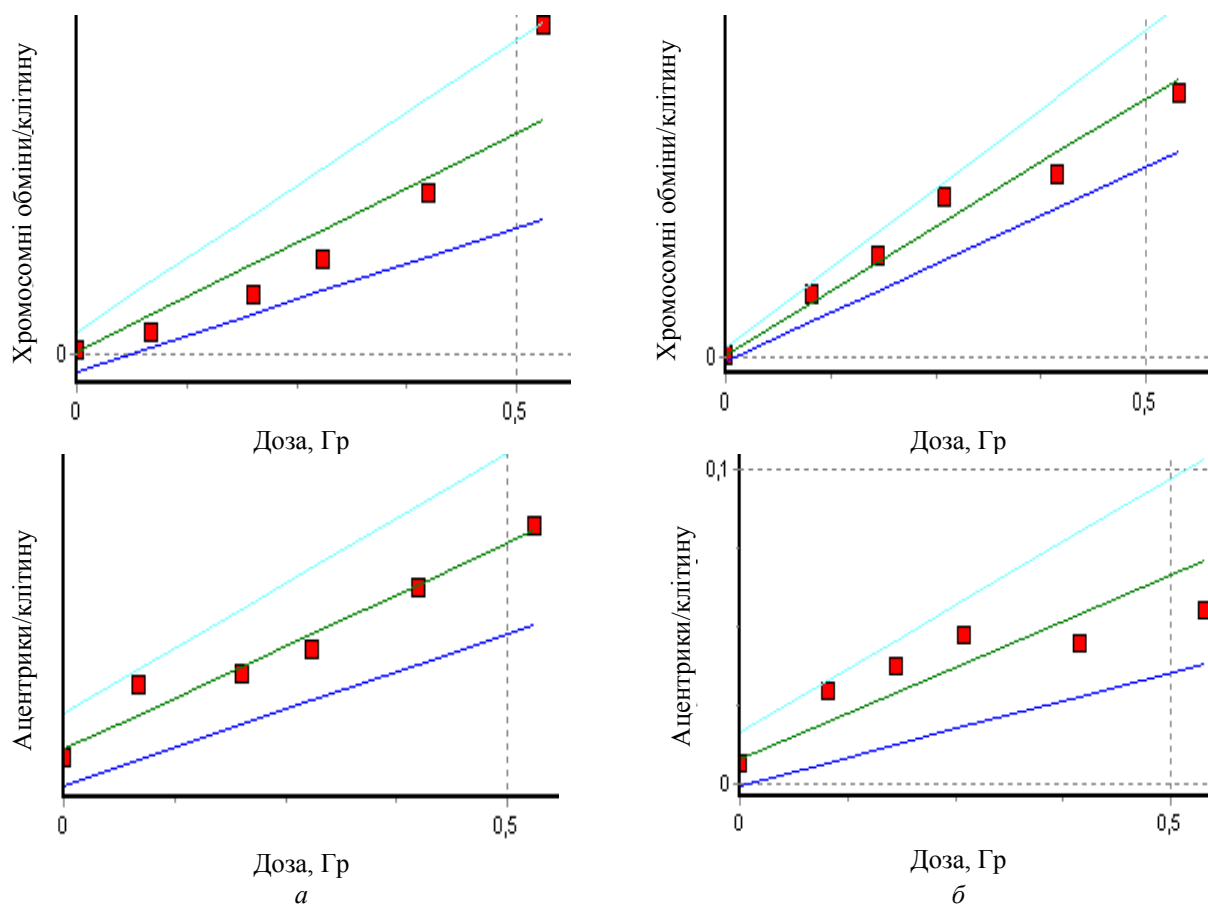 Хромосомні обміни/клітину
0
0
0,5
Доза, Гр
Хромосомні обміни/клітину
0
0
0,5
Доза, Гр
Ацентрики/клітину
0
0,5
Доза, Гр
а
Ацентрики/клітину
0,1
0
0
0,5
Доза, Гр
б